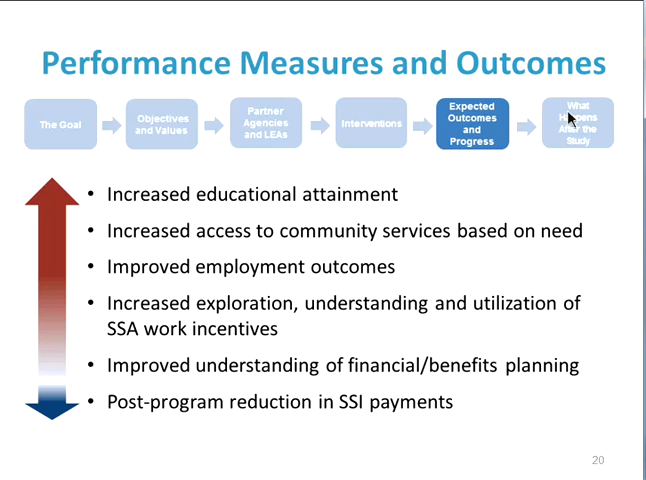 Performance Measures and Outcomes
The Goal
Objectives
and Values
Partner
Agencies
and LEAs
Interventions
Expected
Outcomes
and
Progress
What
Happens
After the
Study
• Increased educational attainment
• Increased access to community services based on need
• Improved employment outcomes
• Increased exploration, understanding and utilization of
SSA work incentives
• Improved understanding of financial/benefits planning
• Post-program reduction in SSI payments
20